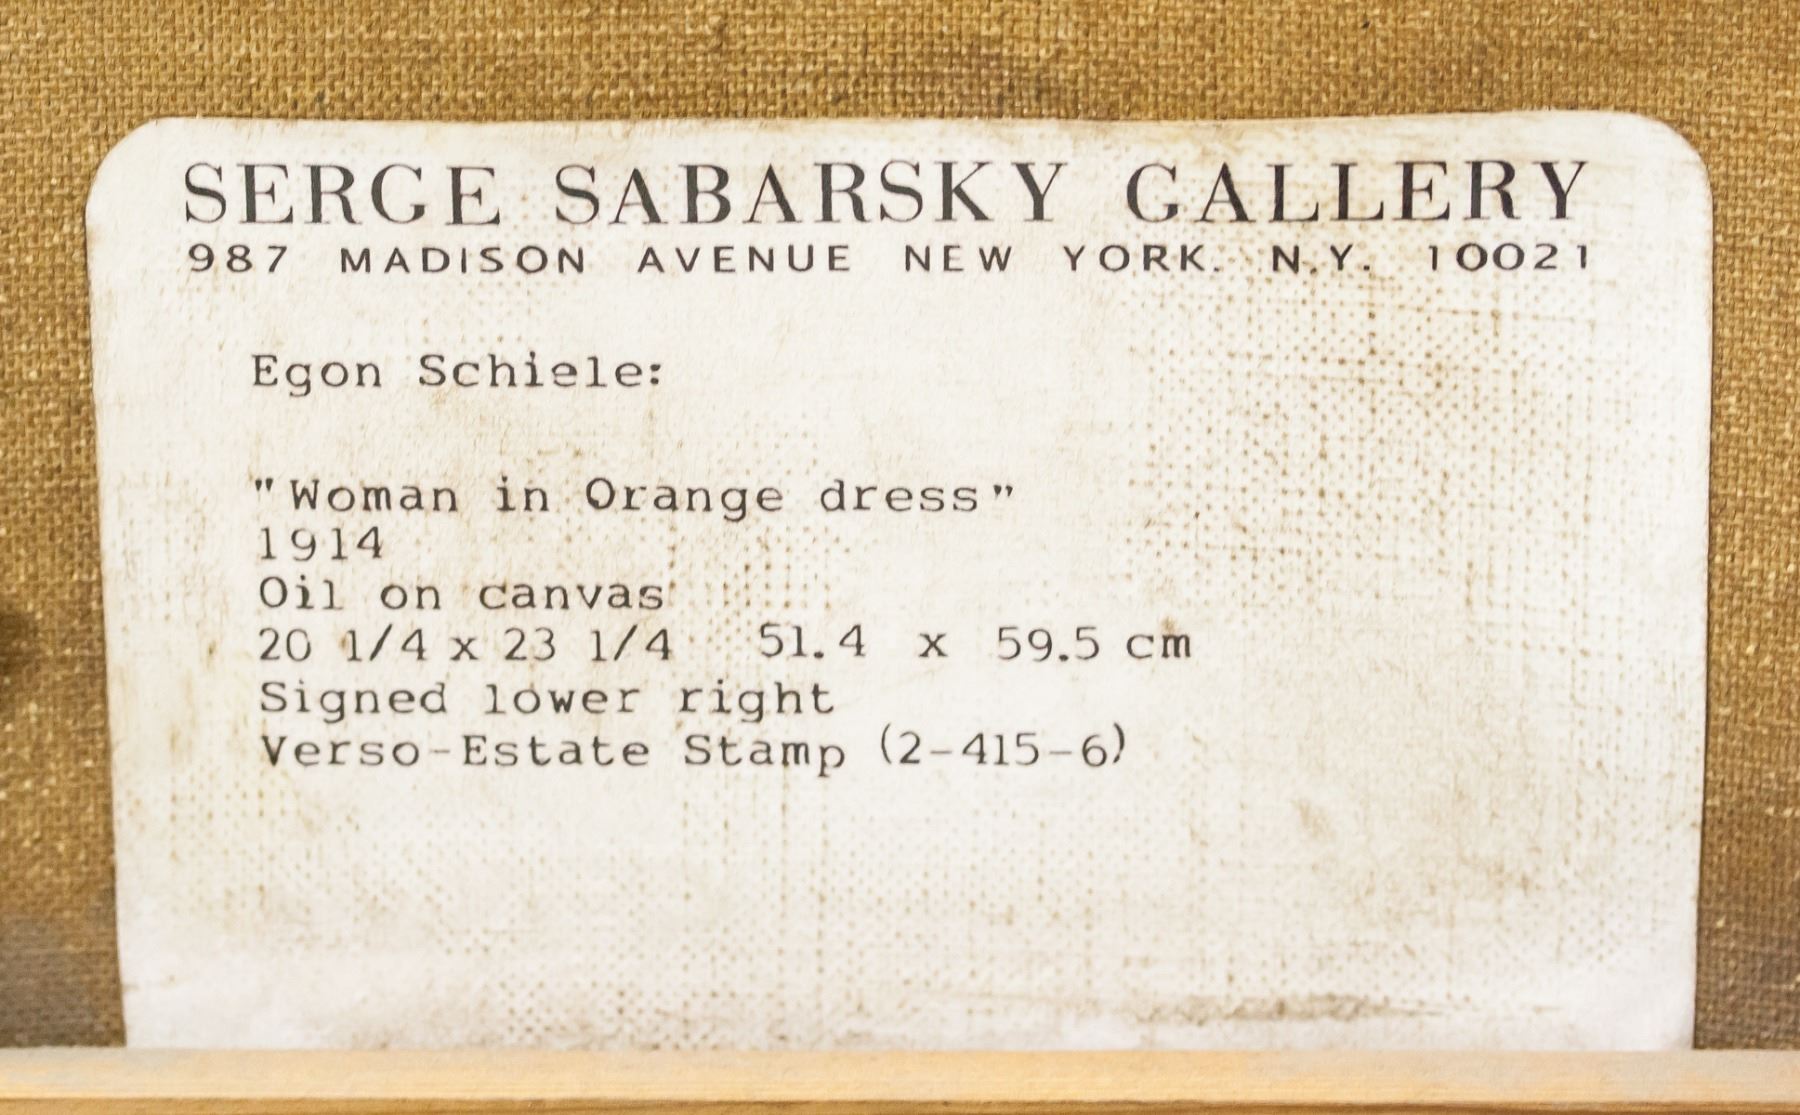 SERGE SABARSKY GALLERY
987 MADISON AVENUE NEW YORK. N.Y. 10021
Egon Schiele:
"Woman in Orange dress"
1914
Oil on canvas
20 1/4 x 23 1/4 51.4 x 59.5 cm
Signed lower right
Verso-Estate Stamp (2-415-6)